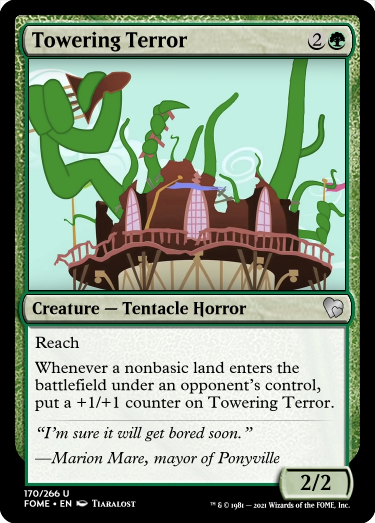 Towering Terror 2
Creature — Tentacle Horror
Reach
Whenever a nonbasic land enters the
battlefield under an opponent's control,
put a +1/+1 counter on Towering Terror.
“I'm sure it will get bored soon.”
—Marion Mare, mayor of Ponyville
2/2
170/266 U
FOME • EN Tiaralost
™ & © 1981 — 2021 Wizards of the FOME, Inc.